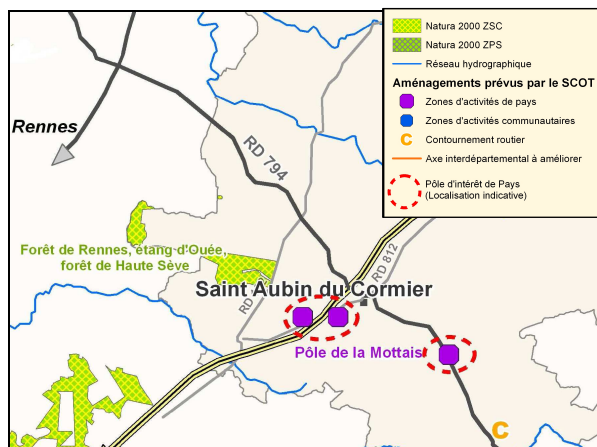 Natura 2000 ZSC
Natura 2000 ZPS
Réseau hydrographique
Aménagements prévus par le SCOT
Zones d'activités de pays
Zones d'activités communautaires
C Contournement routier
Axe interdépartemental à améliorer
Pôle d'intérêt de Pays
(Localisation indicative)
Rennes
RD 794
Forêt de Rennes, étang d'Ouée,
forêt de Haute Sève
RD 812
RD
Saint Aubin du Cormier
Pôle de la Mottais
C